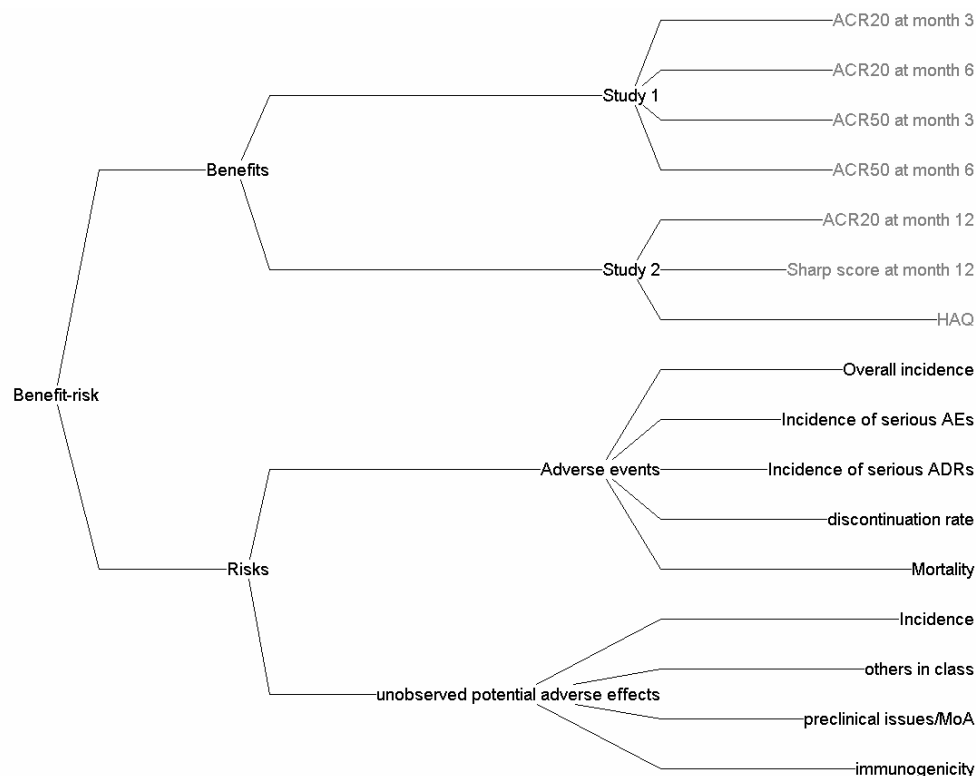 ACR20 at month 3
ACR20 at month 6
Study 1
ACR50 at month 3
ACR50 at month 6
Benefits
ACR20 at month 12
Study 2
Sharp score at month 12
HAQ
Benefit-risk
Overall incidence
Incidence of serious AEs
Adverse events
Incidence of serious ADRs
discontinuation rate
Mortality
Risks
Incidence
others in class
unobserved potential adverse effects
preclinical issues/MoA
immunogenicity